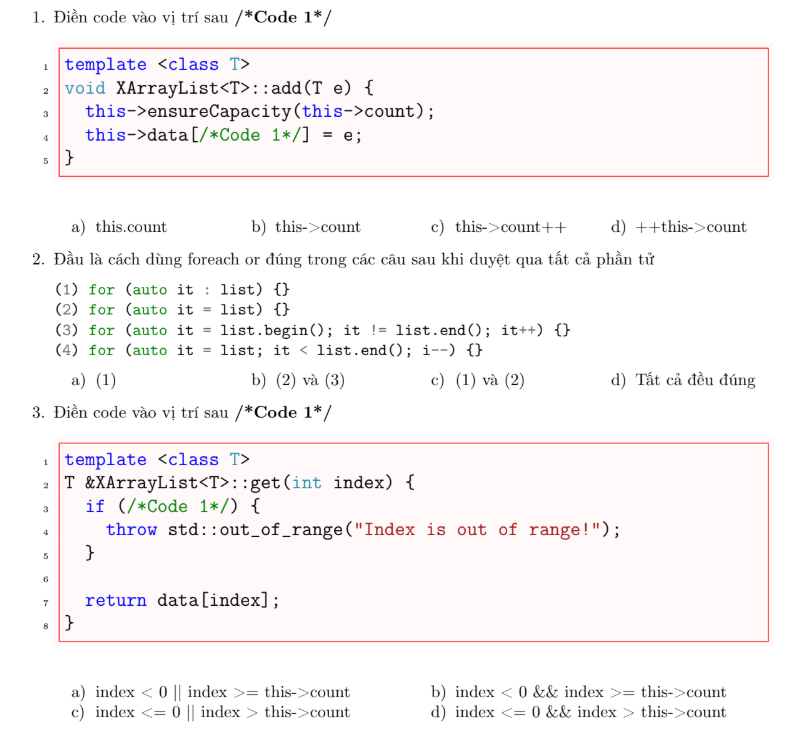 1. Điền code vào vị trí sau /*Code 1*/
1 template <class T>
2 void XArrayList<T>::add(T e) {
3 this->ensureCapacity(this->count);
4 this->data[/*Code 1*/] = e;
5 }
a) this.count b) this->count c) this->count++ d) ++this->count
2. Đầu là cách dùng foreach or đúng trong các câu sau khi duyệt qua tất cả phần tử
(1) for (auto it : list) {}
(2) for (auto it = list) {}
(3) for (auto it = list.begin(); it != list.end(); it++) {}
(4) for (auto it = list; it < list.end(); i--) {}
a) (1) b) (2) và (3) c) (1) và (2) d) Tất cả đều đúng
3. Điền code vào vị trí sau /*Code 1*/
1 template <class T>
2 T &XArrayList<T>::get(int index) {
3 if (/*Code 1*/) {
4 throw std::out_of_range("Index is out of range!");
5 }
6
7 return data[index];
8 }
a) index < 0 || index >= this->count b) index < 0 && index >= this->count
c) index <= 0 || index > this->count d) index <= 0 && index > this->count